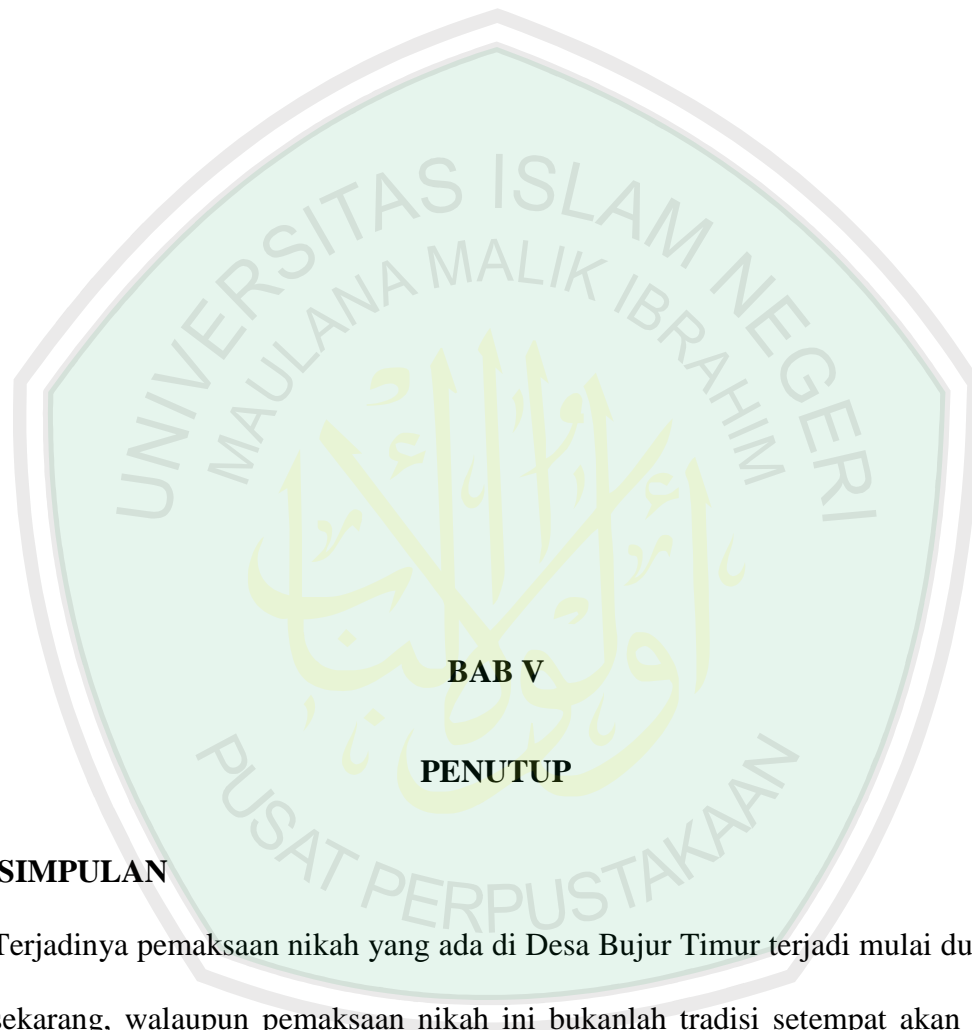 UNIVERSITAS ISLAM NEGERI
MAULANA MALIK IBRAHIM
BAB V
PENUTUP
SIMPULAN
Terjadinya pemaksaan nikah yang ada di Desa Bujur Timur terjadi mulai du
sekarang, walaupun pemaksaan nikah ini bukanlah tradisi setempat akan
PUSAT PERPUSTAKAAN